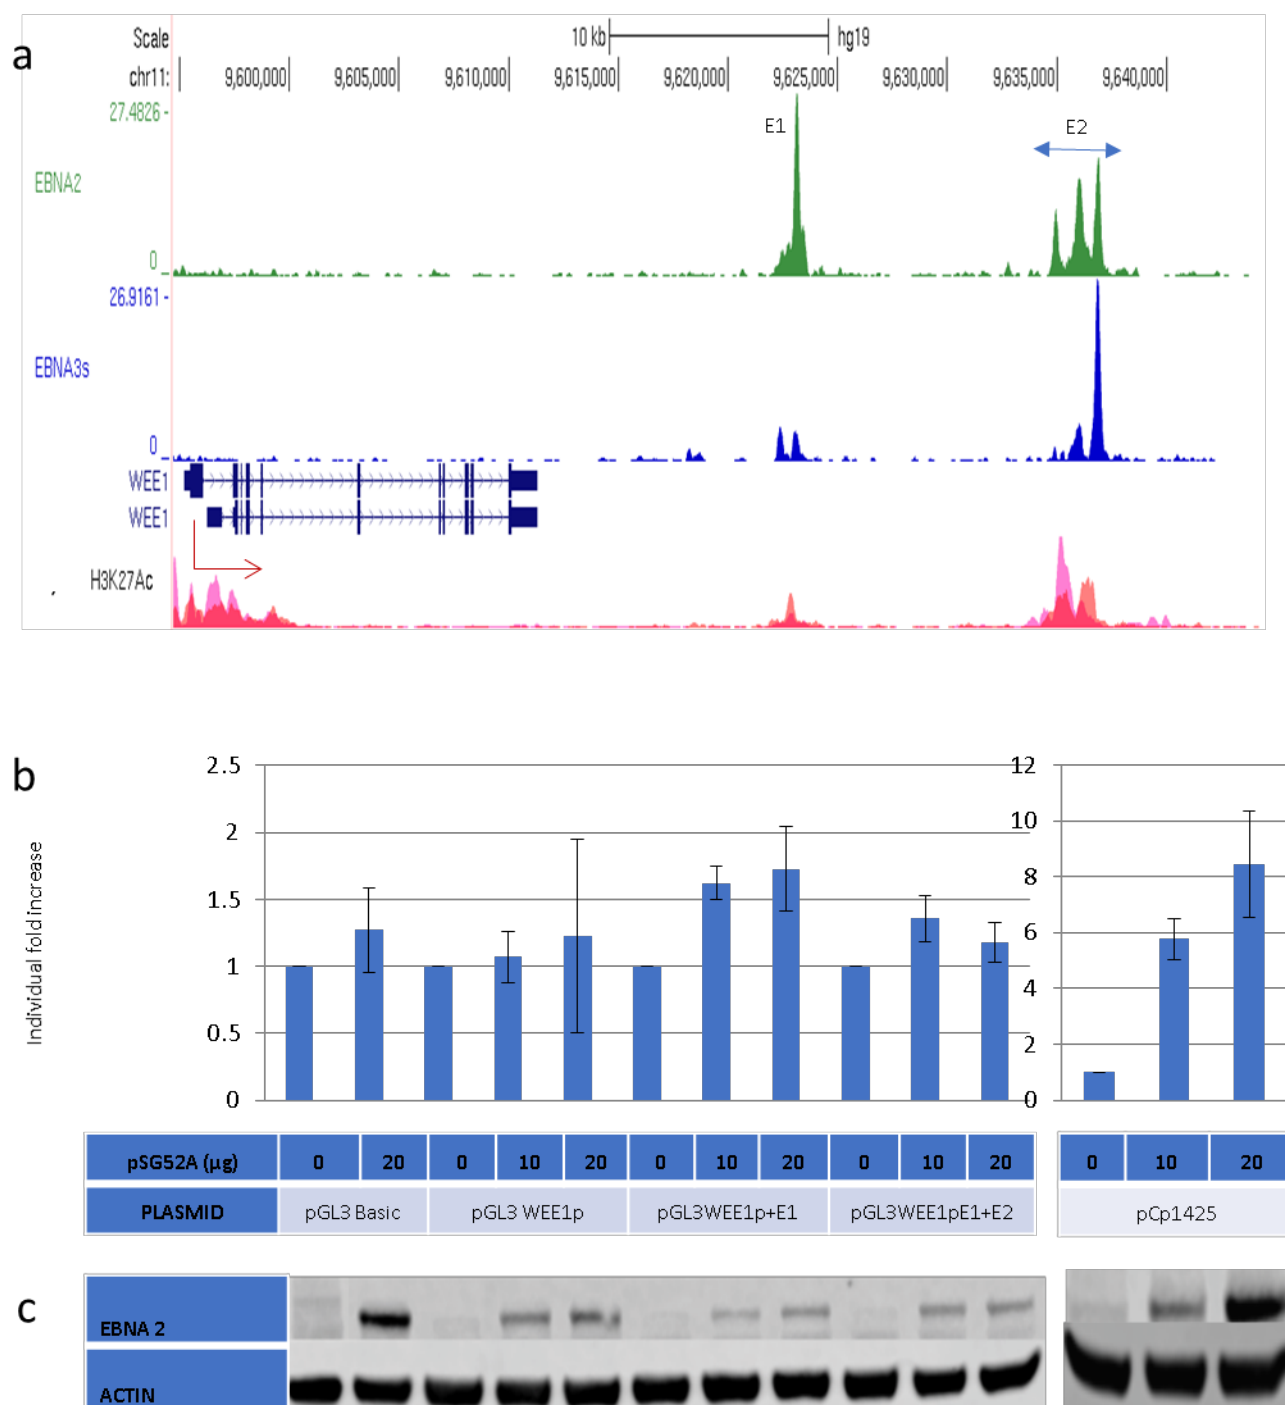 a
Scale
10 kb
hg19
chr11:
9,600,000
9,605,000
9,610,000
9,615,000
9,620,000
9,625,000
9,630,000
9,635,000
9,640,000
27.4826
E1
E2
EBNA2
0
26.9161
EBNA3s
0
WEE1
WEE1
H3K27Ac
b
Individual fold increase
2.5
2
1.5
1
0.5
0
12
10
8
6
4
2
0
pSG52A (µg) 0 20 0 10 20 0 10 20 0 10 20 0 10 20
PLASMID pGL3 Basic pGL3 WEE1p pGL3WEE1p+E1 pGL3WEE1pE1+E2 pCp1425
c
EBNA 2
ACTIN